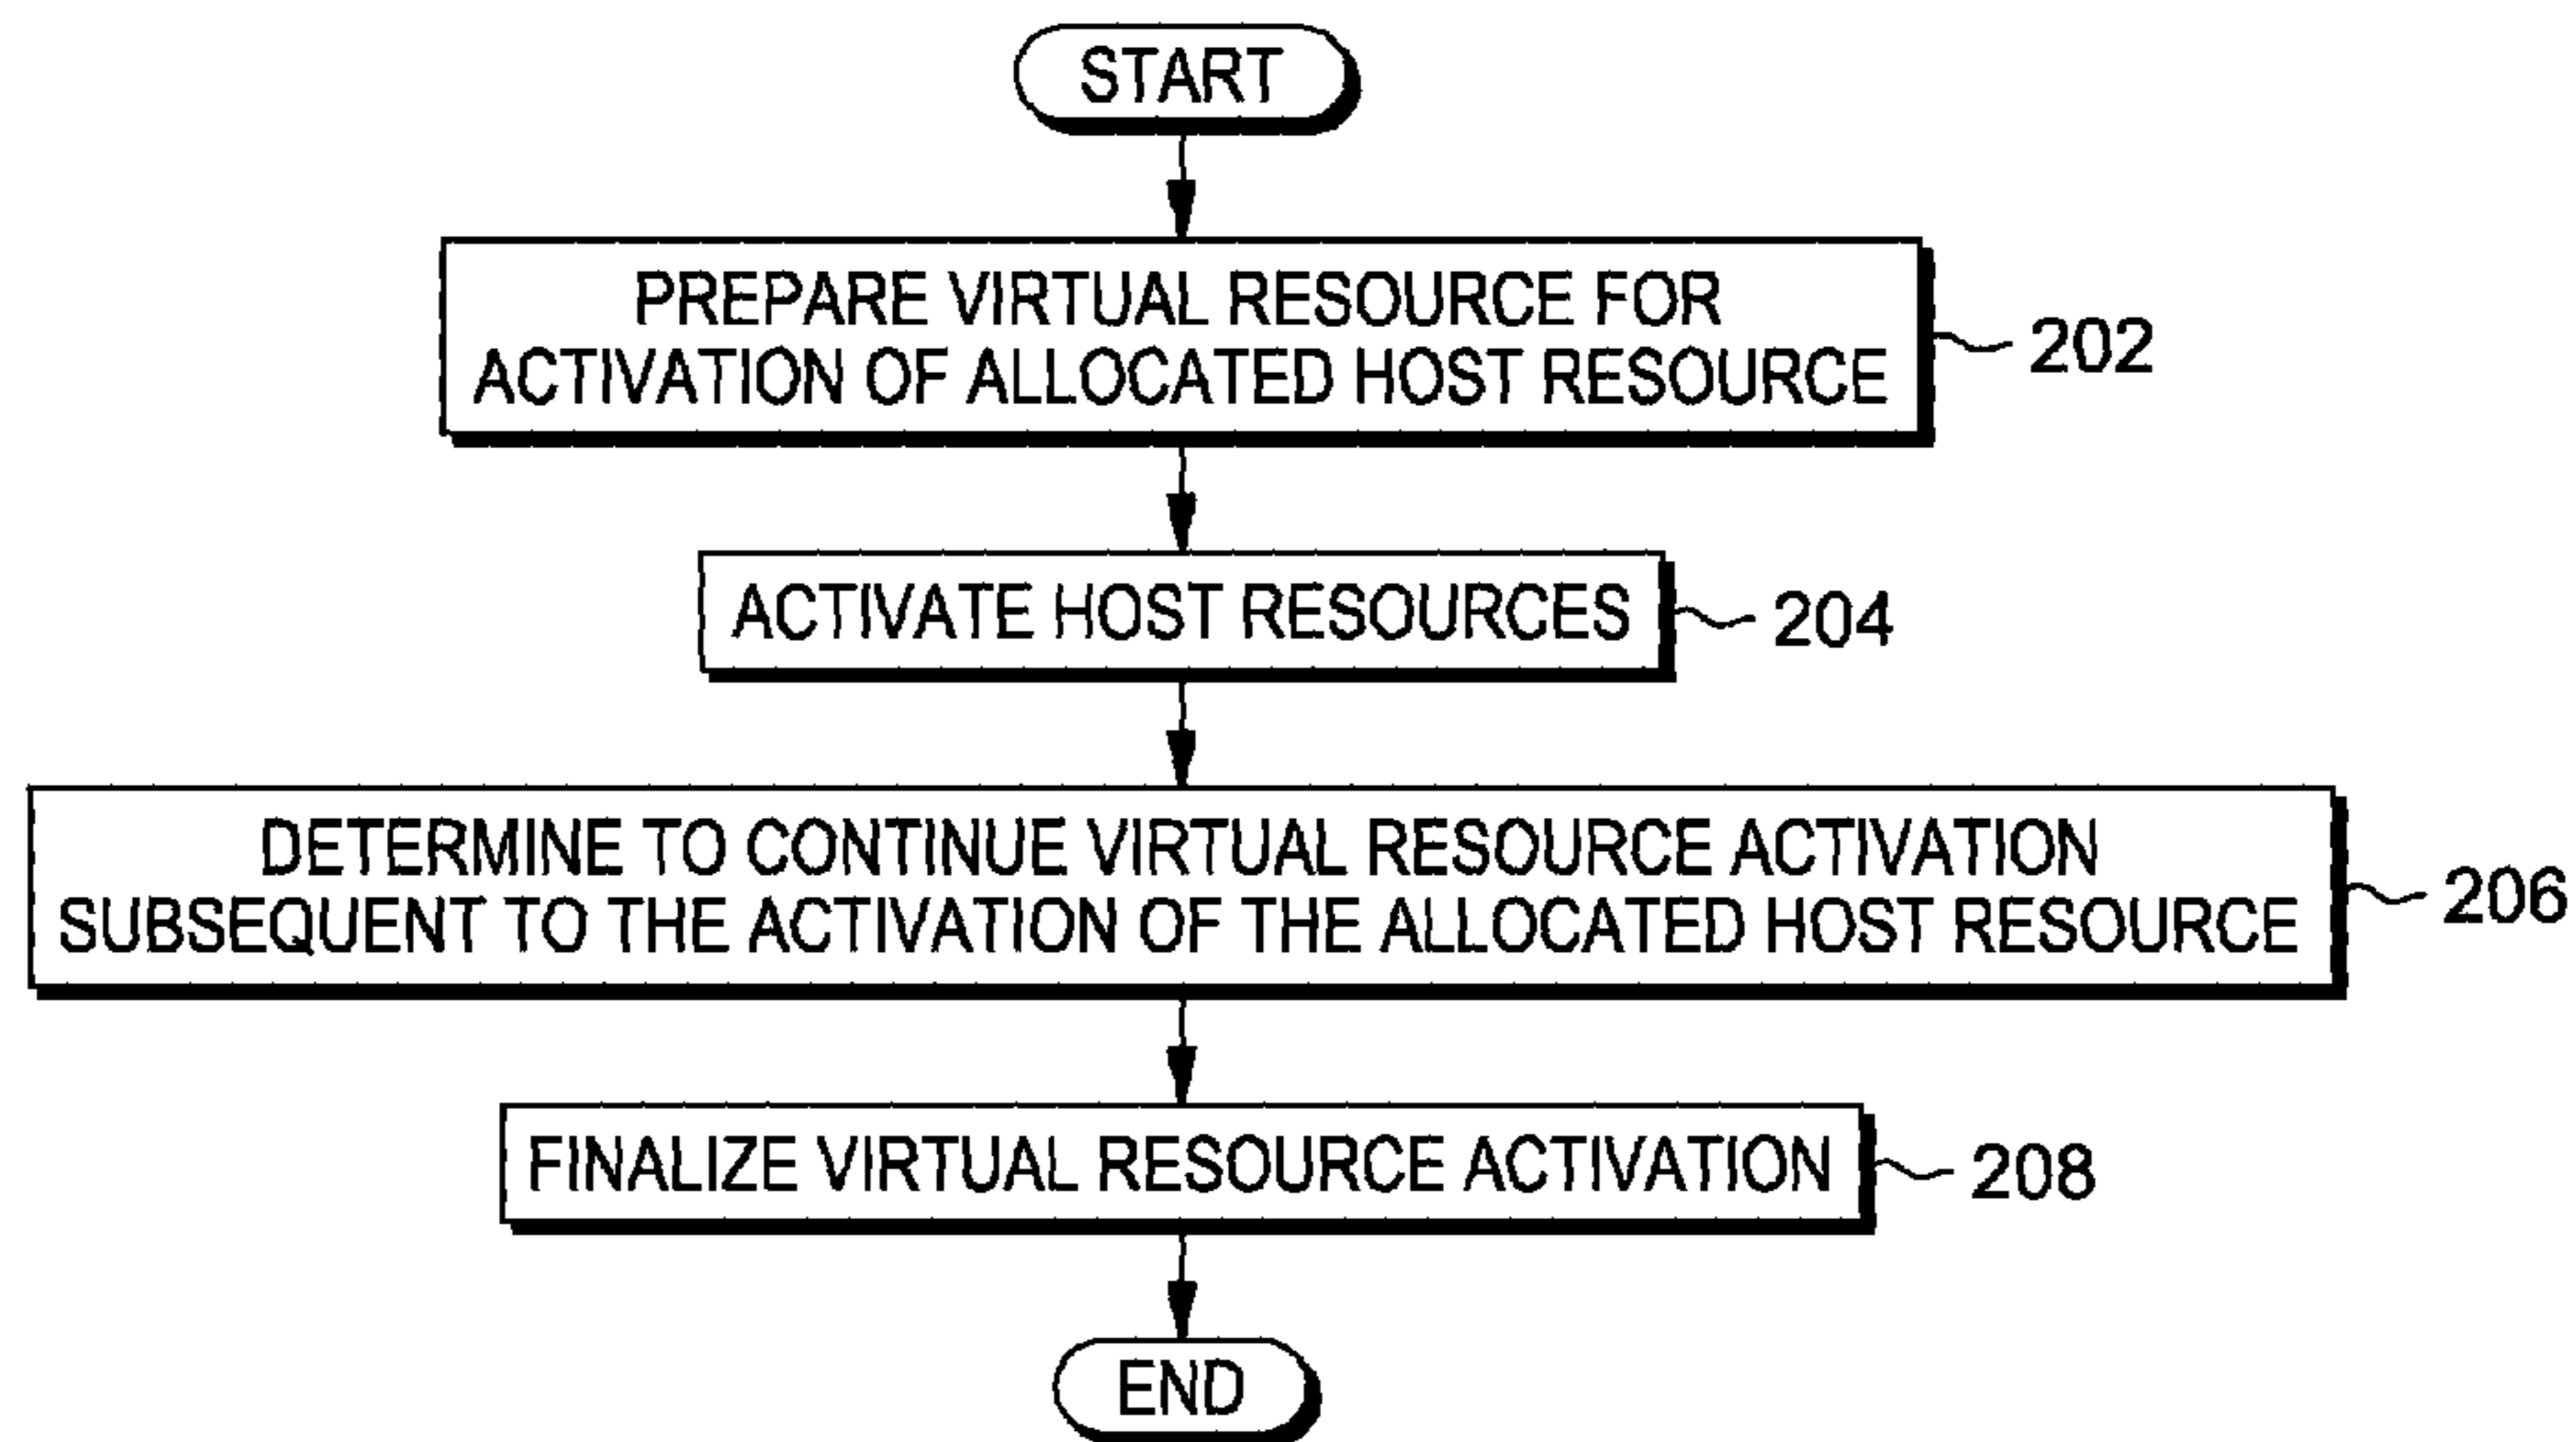 START
PREPARE VIRTUAL RESOURCE FOR
ACTIVATION OF ALLOCATED HOST RESOURCE
202
ACTIVATE HOST RESOURCES
204
DETERMINE TO CONTINUE VIRTUAL RESOURCE ACTIVATION
SUBSEQUENT TO THE ACTIVATION OF THE ALLOCATED HOST RESOURCE
206
FINALIZE VIRTUAL RESOURCE ACTIVATION
208
END